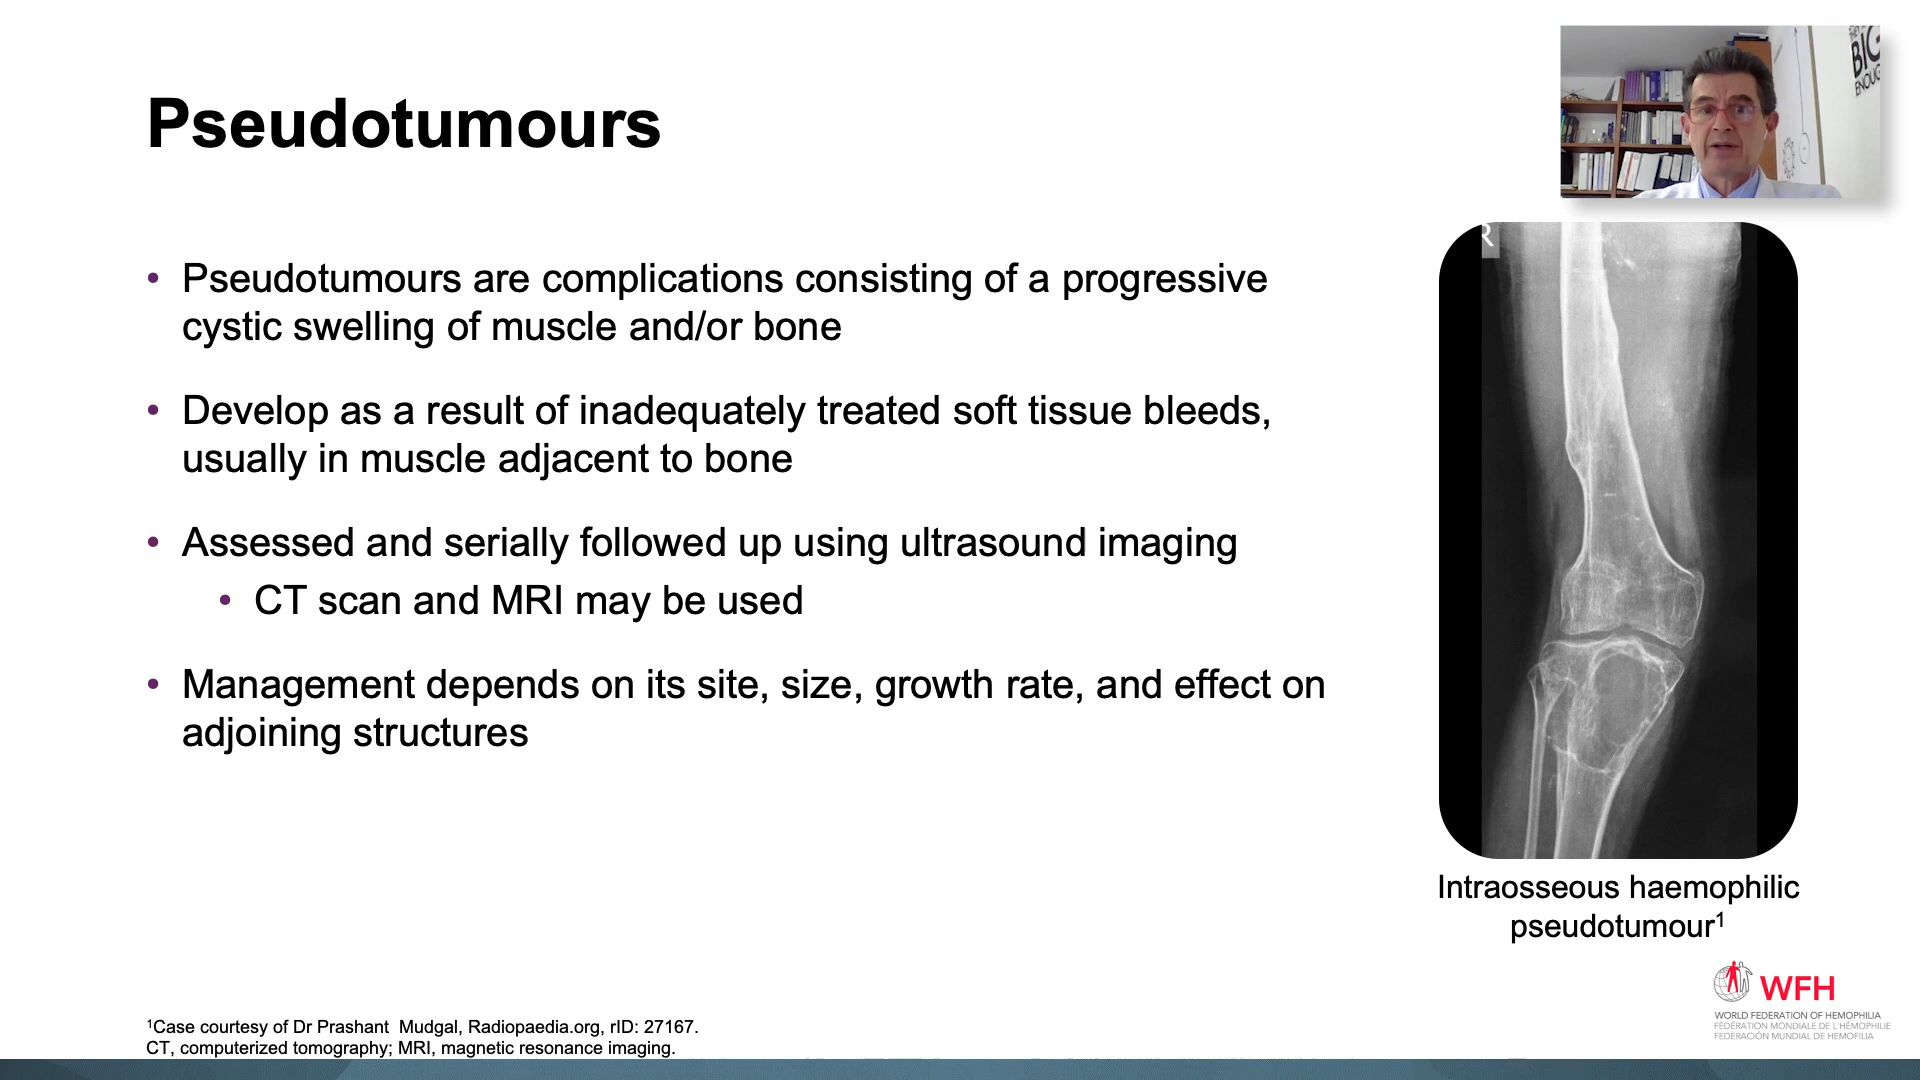 Pseudotumours
• Pseudotumours are complications consisting of a progressive
cystic swelling of muscle and/or bone
• Develop as a result of inadequately treated soft tissue bleeds,
usually in muscle adjacent to bone
• Assessed and serially followed up using ultrasound imaging
• CT scan and MRI may be used
• Management depends on its site, size, growth rate, and effect on
adjoining structures
BIG
ENOUG
R
Intraosseous haemophilic
pseudotumour¹
WFH
WORLD FEDERATION OF HEMOPHILIA
FÉDÉRATION MONDIALE DE L'HÉMOPHILIE
FEDERACIÓN MUNDIAL DE HEMOFILIA
¹Case courtesy of Dr Prashant Mudgal, Radiopaedia.org, rID: 27167.
CT, computerized tomography; MRI, magnetic resonance imaging.